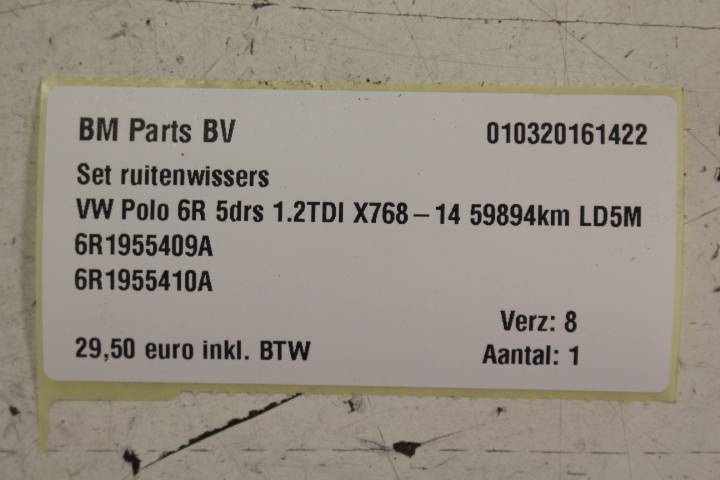 BM Parts BV 010320161422
Set ruitenwissers
VW Polo 6R 5drs 1.2TDI X768 – 14 59894km LD5M
6R1955409A
6R1955410A
Verz: 8
29,50 euro inkl. BTW Aantal: 1